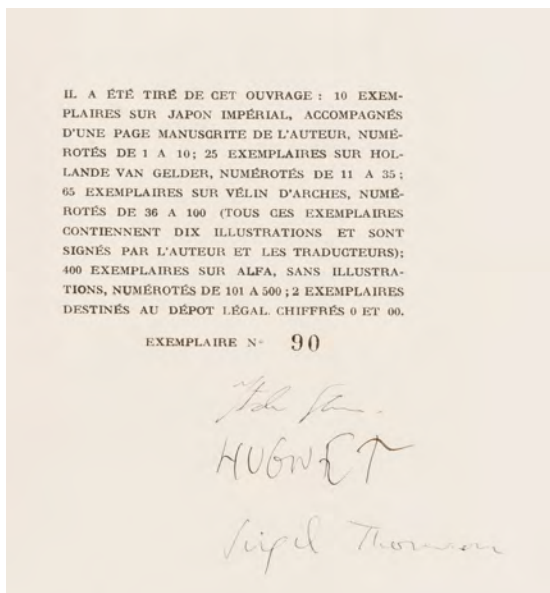 IL A ÉTÉ TIRÉ DE CET OUVRAGE : 10 EXEM-
PLAIRES SUR JAPON IMPÉRIAL, ACCOMPAGNÉS
D'UNE PAGE MANUSCRITE DE L'AUTEUR, NUMÉ-
ROTÉS DE 1 A 10; 25 EXEMPLAIRES SUR HOL-
LANDE VAN GELDER, NUMÉROTÉS DE 11 A 35;
65 EXEMPLAIRES SUR VÉLIN D'ARCHES, NUMÉ-
ROTÉS DE 36 A 100 (TOUS CES EXEMPLAIRES
CONTIENNENT DIX ILLUSTRATIONS ET SONT
SIGNÉS PAR L'AUTEUR ET LES TRADUCTEURS);
400 EXEMPLAIRES SUR ALFA, SANS ILLUSTRA-
TIONS, NUMÉROTÉS DE 101 A 500 ; 2 EXEMPLAIRES
DESTINÉS AU DÉPOT LÉGAL. CHIFFRÉS 0 ET 00.
EXEMPLAIRE N° 90
HUGNET
Virgil Thomson